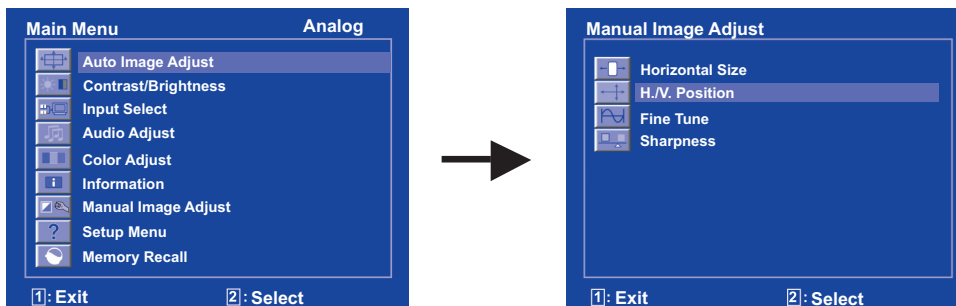 Main Menu Analog
Auto Image Adjust
Contrast/Brightness
Input Select
Audio Adjust
Color Adjust
Information
Manual Image Adjust
Setup Menu
Memory Recall
1: Exit 2: Select
Manual Image Adjust
Horizontal Size
H./V. Position
Fine Tune
Sharpness
1: Exit 2: Select